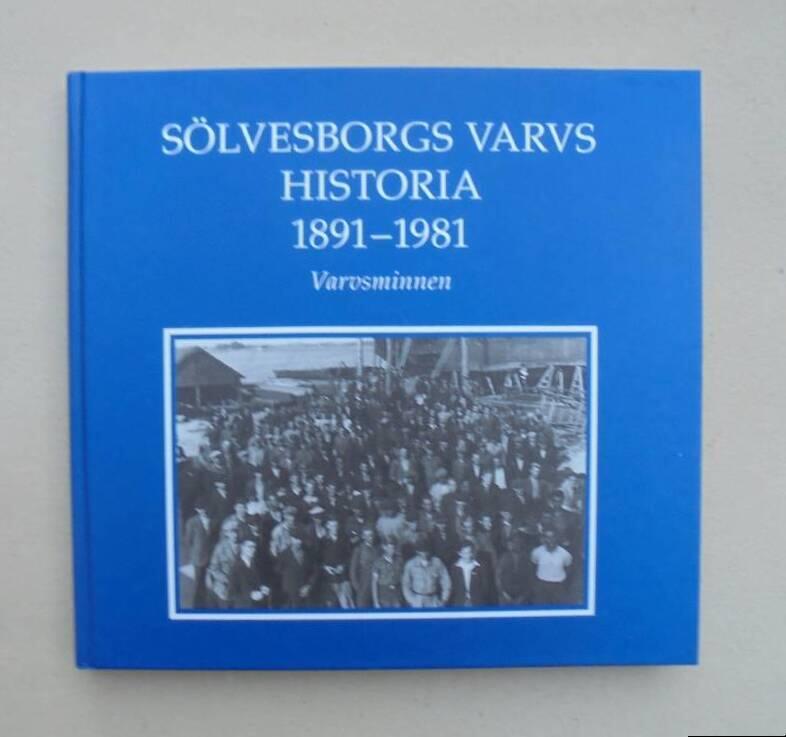 SÖLVESBORGS VARVS
HISTORIA
1891–1981
Varvsminnen